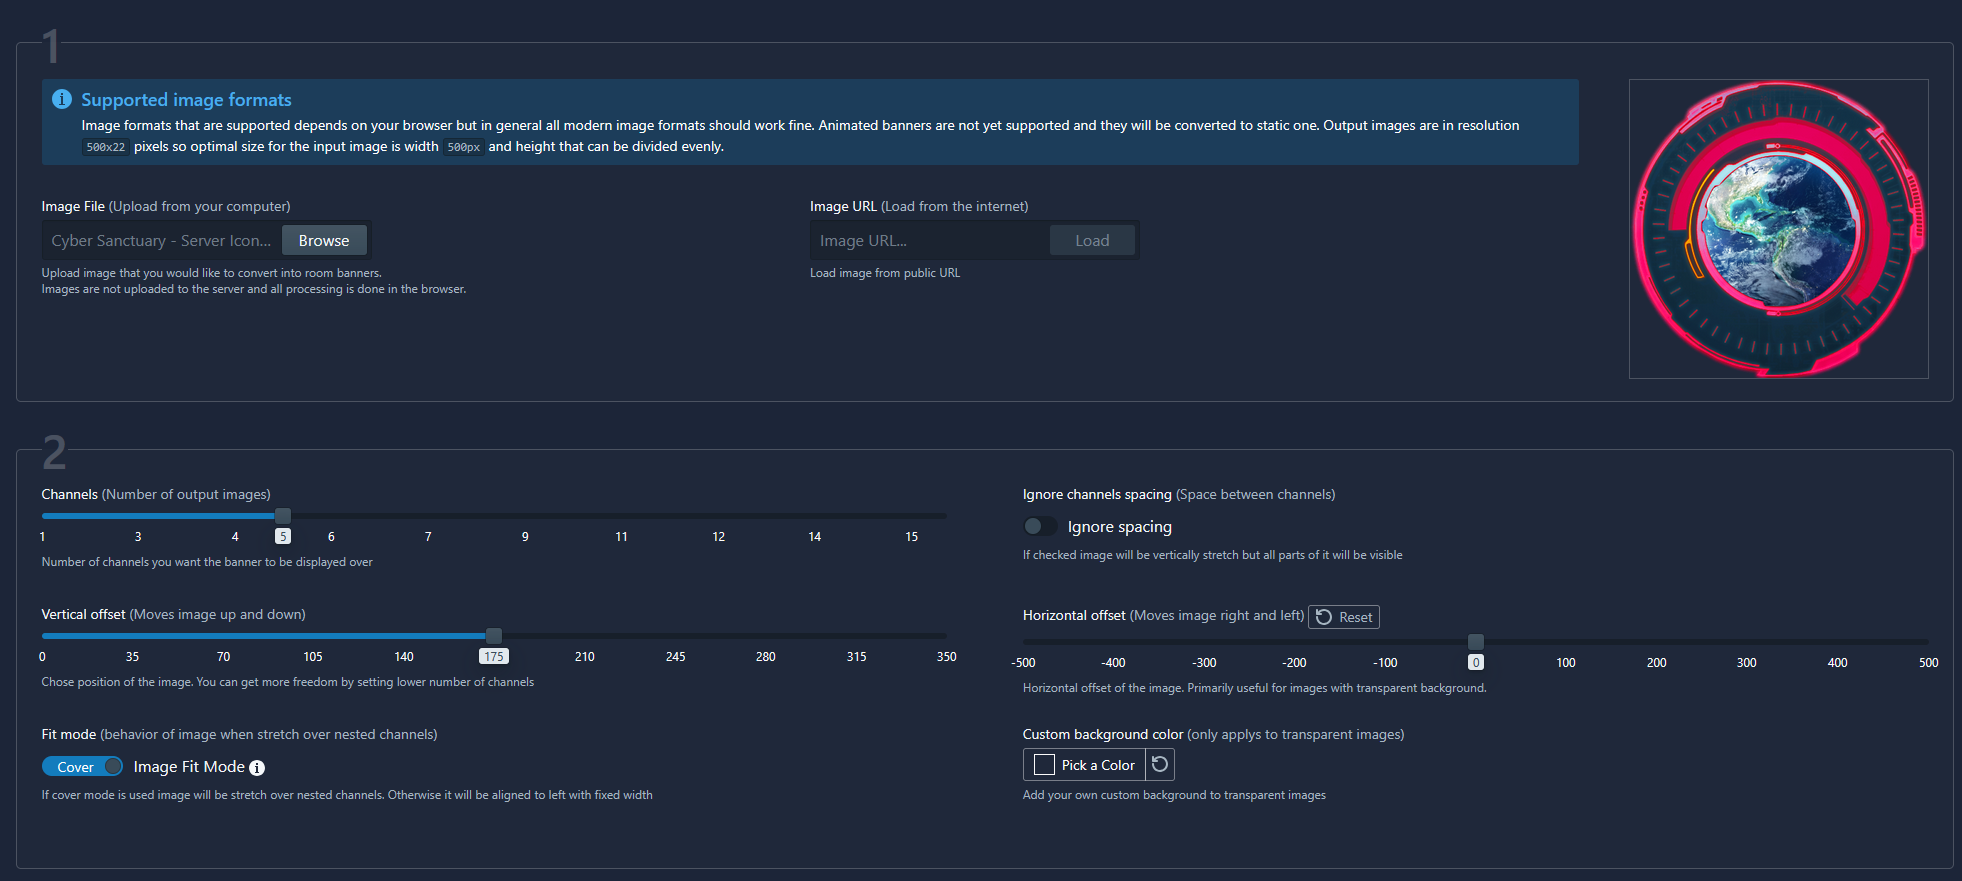 1
Supported image formats
Image formats that are supported depends on your browser but in general all modern image formats should work fine. Animated banners are not yet supported and they will be converted to static one. Output images are in resolution
500x22 pixels so optimal size for the input image is width 500px and height that can be divided evenly.
Image File (Upload from your computer)
Cyber Sanctuary - Server Icon... Browse
Upload image that you would like to convert into room banners.
Images are not uploaded to the server and all processing is done in the browser.
Image URL (Load from the internet)
Image URL... Load
Load image from public URL
2
Channels (Number of output images)
1 3 4 5 6 7 9 11 12 14 15
Number of channels you want the banner to be displayed over
Ignore channels spacing (Space between channels)
Ignore spacing
If checked image will be vertically stretch but all parts of it will be visible
Vertical offset (Moves image up and down)
0 35 70 105 140 175 210 245 280 315 350
Chose position of the image. You can get more freedom by setting lower number of channels
Horizontal offset (Moves image right and left) Reset
-500 -400 -300 -200 -100 0 100 200 300 400 500
Horizontal offset of the image. Primarily useful for images with transparent background.
Fit mode (behavior of image when stretch over nested channels)
Cover Image Fit Mode
If cover mode is used image will be stretch over nested channels. Otherwise it will be aligned to left with fixed width
Custom background color (only applys to transparent images)
Pick a Color
Add your own custom background to transparent images